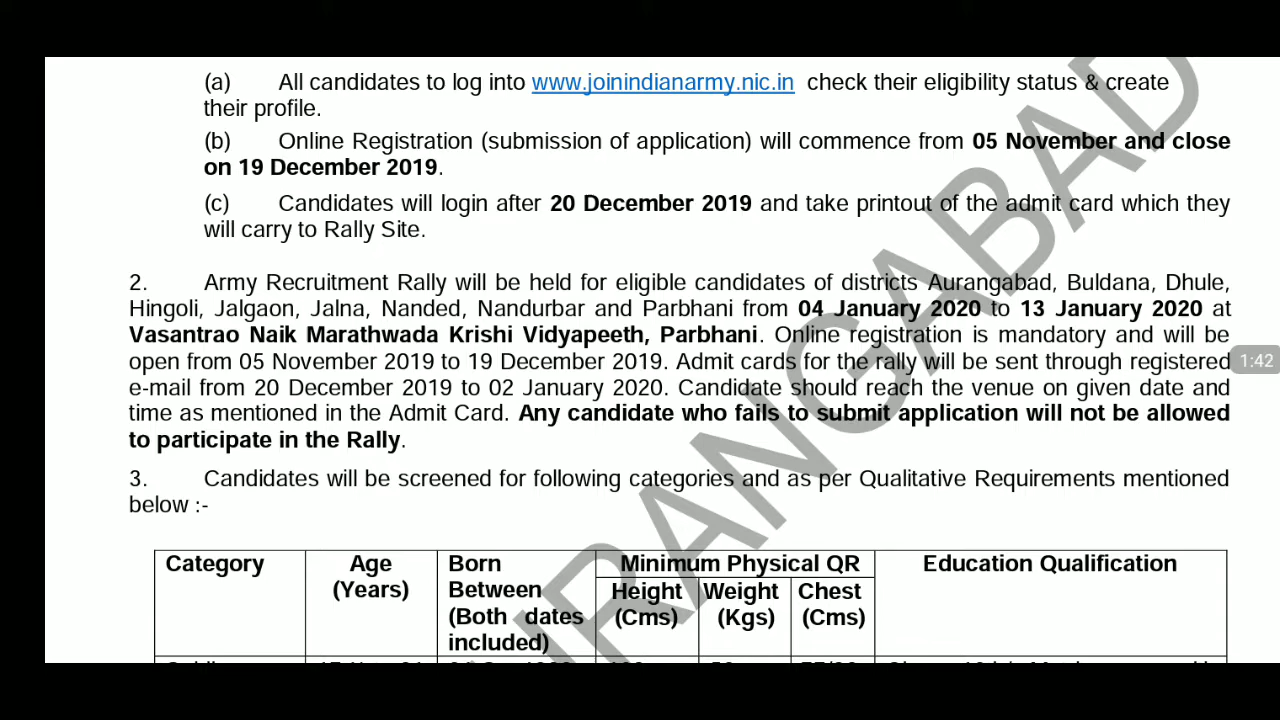 (a) All candidates to log into www.joinindianarmy.nic.in check their eligibility status & create
their profile.
(b) Online Registration (submission of application) will commence from 05 November and close
on 19 December 2019.
(c) Candidates will login after 20 December 2019 and take printout of the admit card which they
will carry to Rally Site.
2. Army Recruitment Rally will be held for eligible candidates of districts Aurangabad, Buldana, Dhule,
Hingoli, Jalgaon, Jalna, Nanded, Nandurbar and Parbhani from 04 January 2020 to 13 January 2020 at
Vasantrao Naik Marathwada Krishi Vidyapeeth, Parbhani. Online registration is mandatory and will be
open from 05 November 2019 to 19 December 2019. Admit cards for the rally will be sent through registered
1:42
e-mail from 20 December 2019 to 02 January 2020. Candidate should reach the venue on given date and
time as mentioned in the Admit Card. Any candidate who fails to submit application will not be allowed
to participate in the Rally.
3. Candidates will be screened for following categories and as per Qualitative Requirements mentioned
below :-
Category Age Born Minimum Physical QR Education Qualification
(Years) Between Height Weight Chest
(Both dates (Cms) (Kgs) (Cms)
included)
URANGABAD